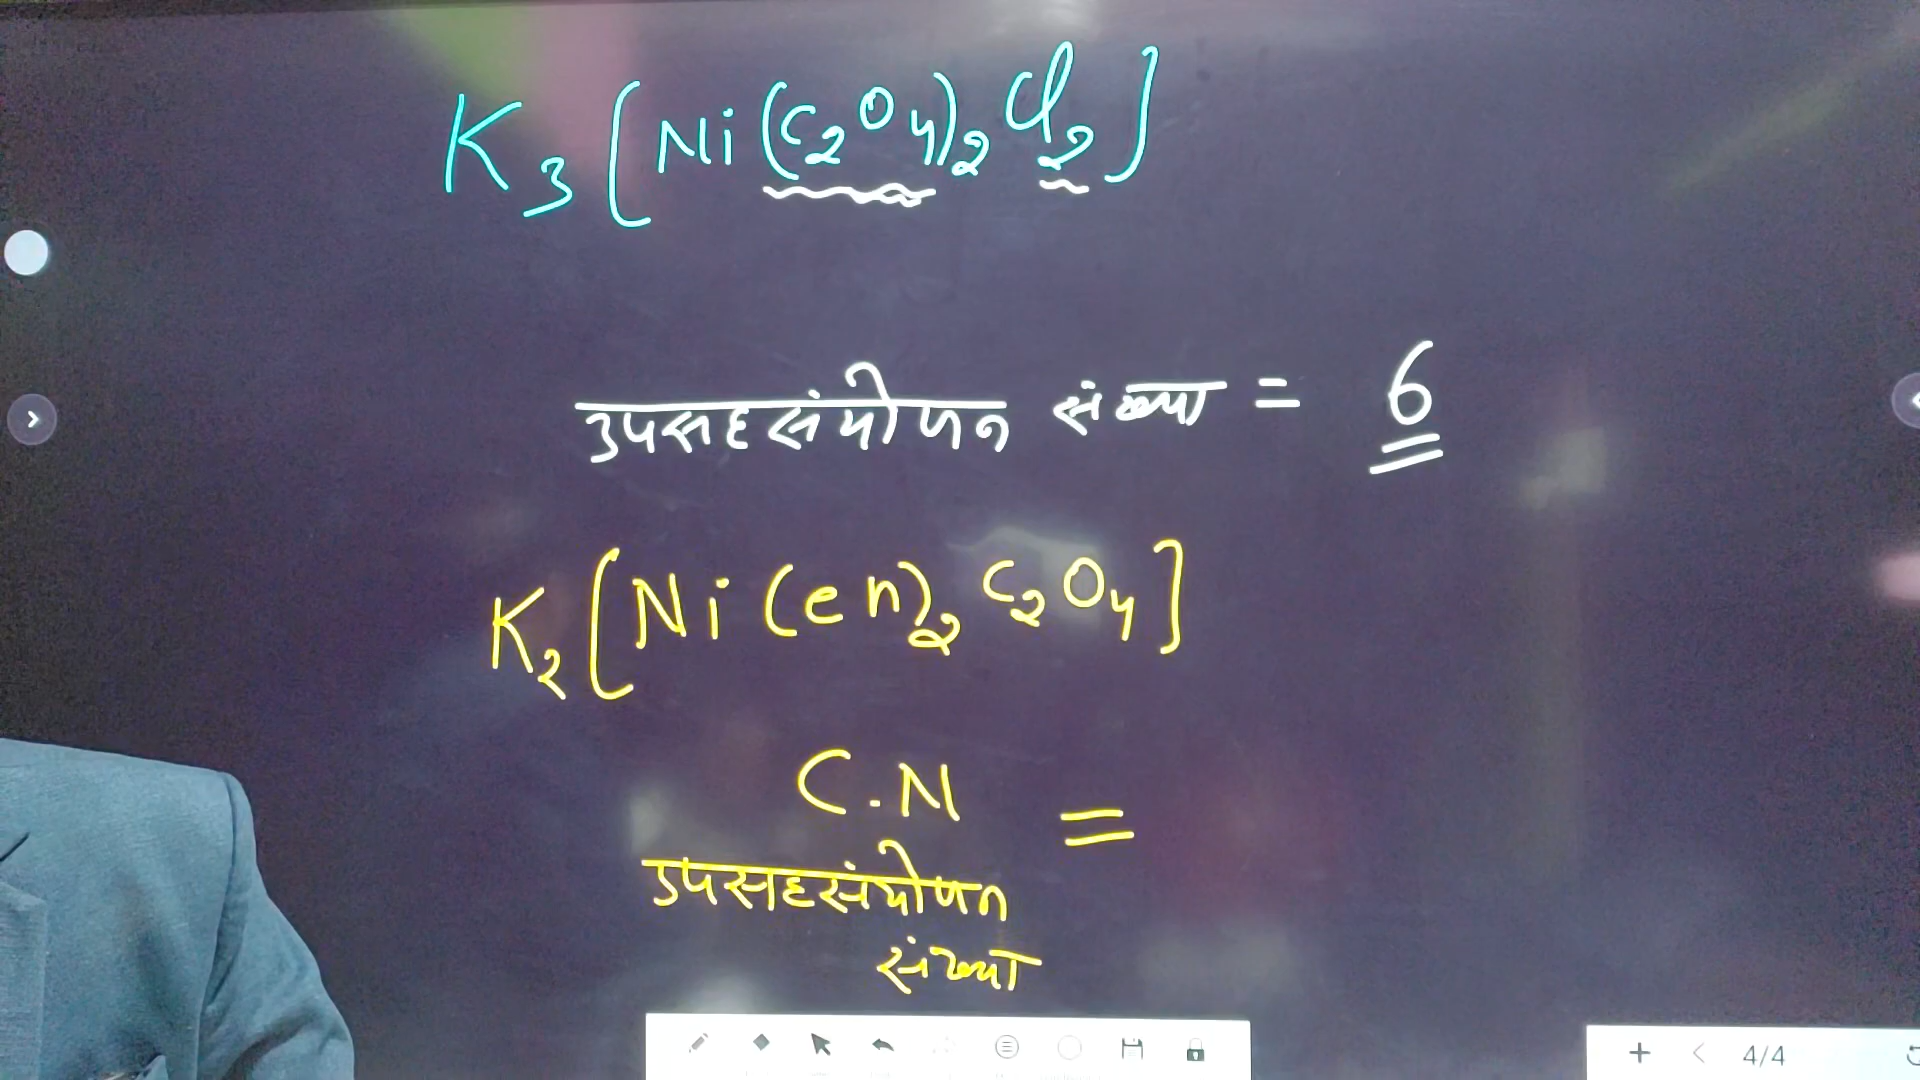 K₃[Ni(C₂O₄)₂Cl₂]
उपसहसंयोजन संख्या = 6
K₂[Ni(en)₂C₂O₄]
C.N =
उपसहसंयोजन
संख्या
4/4